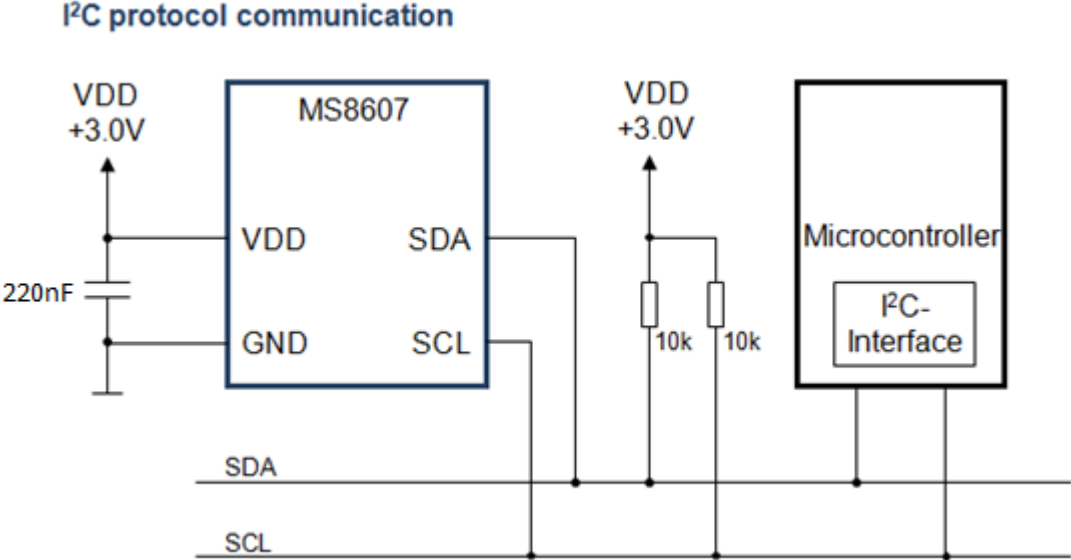 I²C protocol communication
VDD
+3.0V
MS8607
VDD
+3.0V
Microcontroller
VDD
SDA
220nF
GND
SCL
10k
10k
I²C-
Interface
SDA
SCL